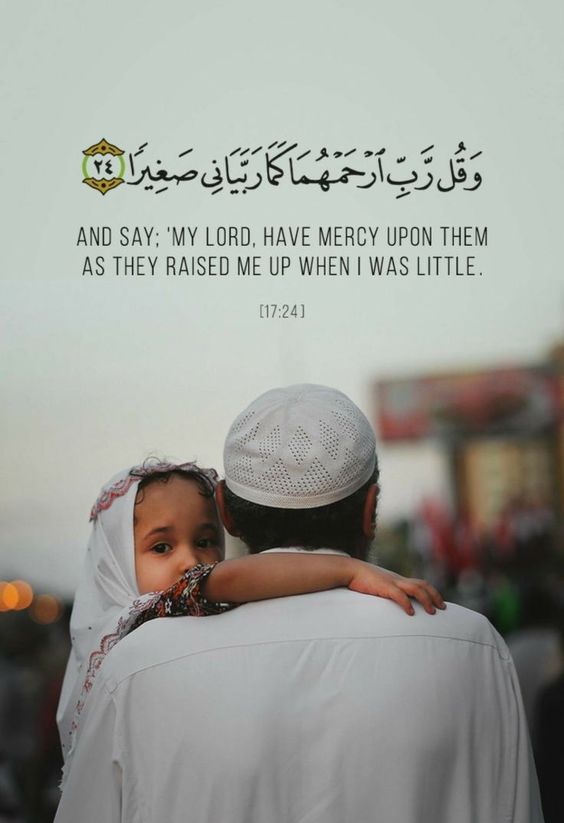 وَقُل رَّبِّ ٱرْحَمْهُمَا كَمَا رَبَّيَانِى صَغِيرًا ٢٤
AND SAY; 'MY LORD, HAVE MERCY UPON THEM
AS THEY RAISED ME UP WHEN I WAS LITTLE.
[17:24]